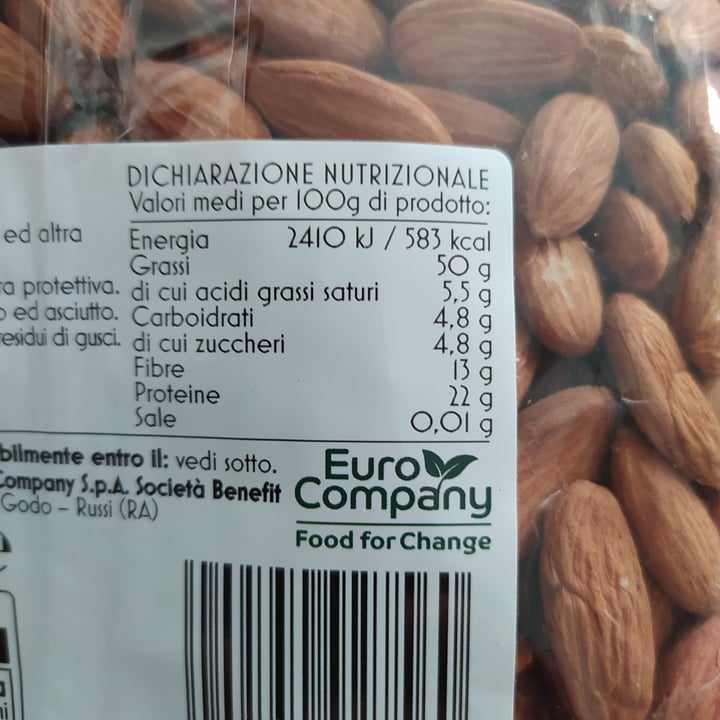 DICHIARAZIONE NUTRIZIONALE
Valori medi per 100g di prodotto:
ed altra
Energia 2410 kJ / 583 kcal
Grassi 50 g
protettiva. di cui acidi grassi saturi 5,5 g
ed asciutto. Carboidrati 4,8 g
residui di gusci. di cui zuccheri 4,8 g
Fibre 13 g
Proteine 22 g
Sale 0,01 g
bilmente entro il: vedi sotto.
Company S.p.A. Società Benefit
Godo – Russi (RA)
Euro
Company
Food for Change